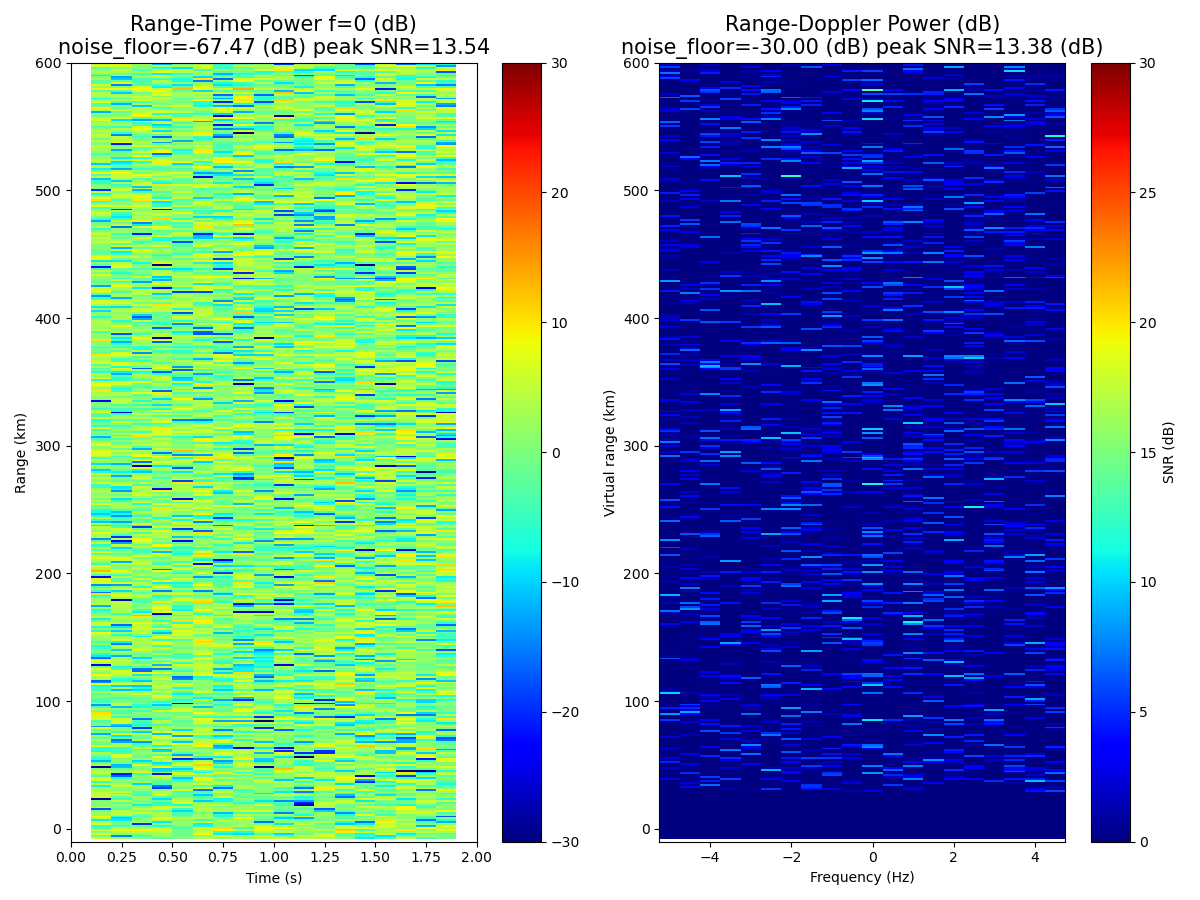 Range-Time Power f=0 (dB)
noise_floor=-67.47 (dB) peak SNR=13.54
Range (km)
600
500
400
300
200
100
0
0.00 0.25 0.50 0.75 1.00 1.25 1.50 1.75 2.00
Time (s)
30
20
10
0
−10
−20
−30
Range-Doppler Power (dB)
noise_floor=-30.00 (dB) peak SNR=13.38 (dB)
Virtual range (km)
600
500
400
300
200
100
0
−4 −2 0 2 4
Frequency (Hz)
30
25
20
15
10
5
0
SNR (dB)